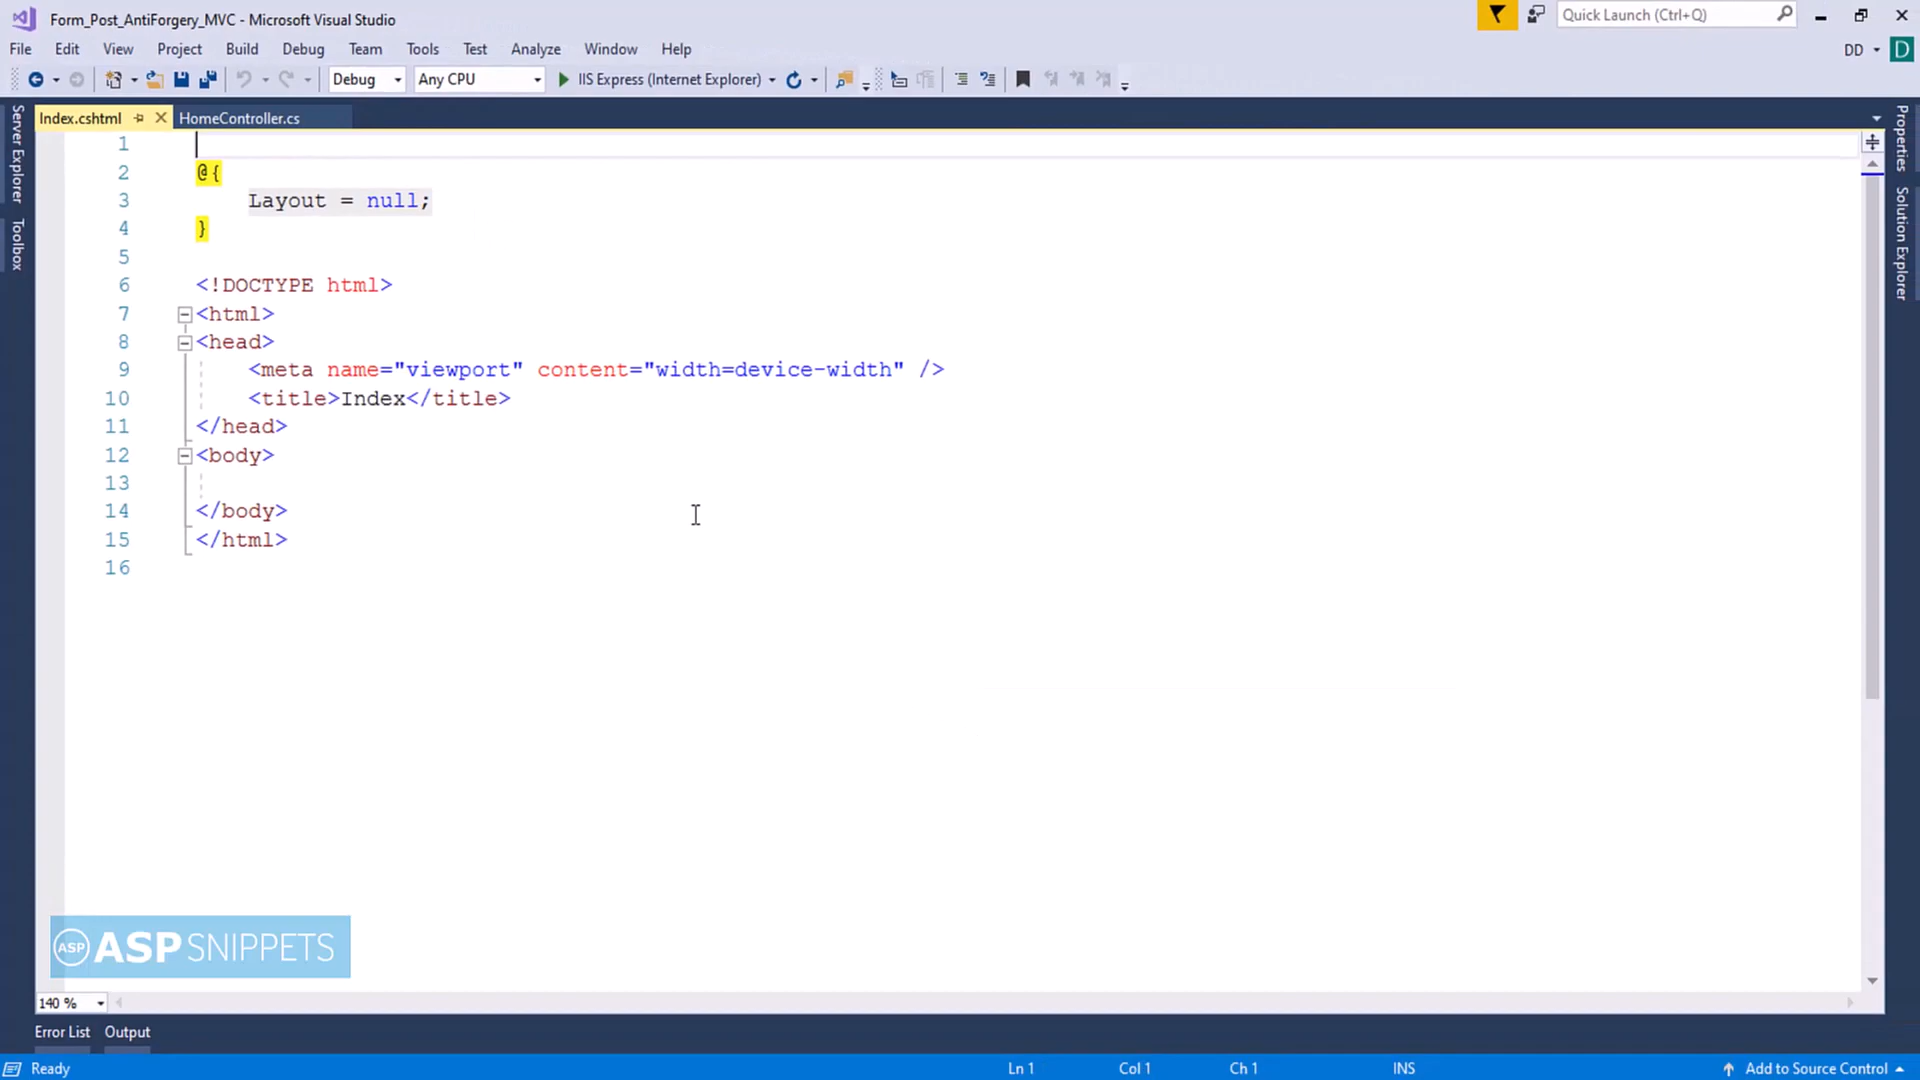 Form_Post_AntiForgery_MVC - Microsoft Visual Studio
Quick Launch (Ctrl+Q)
File Edit View Project Build Debug Team Tools Test Analyze Window Help
DD D
Debug Any CPU IIS Express (Internet Explorer)
Index.cshtml HomeController.cs
Server Explorer
Toolbox
Properties
Solution Explorer
1
2 @{
3 Layout = null;
4 }
5
6 <!DOCTYPE html>
7 <html>
8 <head>
9 <meta name="viewport" content="width=device-width" />
10 <title>Index</title>
11 </head>
12 <body>
13
14 </body>
15 </html>
16
ASP ASPSNIPPETS
140 %
Error List Output
Ready Ln 1 Col 1 Ch 1 INS Add to Source Control